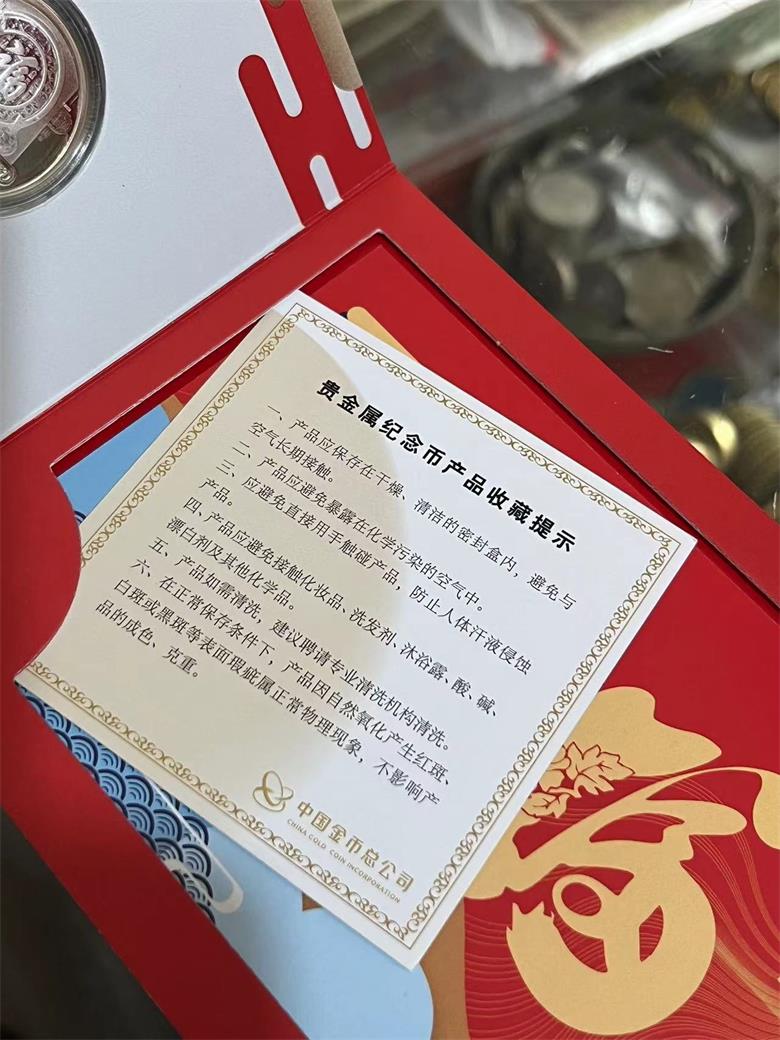 贵金属纪念币产品收藏提示
一、产品应保存在干燥、清洁的密封盒内，避免与
空气长期接触。
二、产品应避免暴露在化学污染的空气中。
三、应避免直接用手触碰产品，防止人体汗液侵蚀
产品。
四、产品应避免接触化妆品、洗发剂、沐浴露、酸、碱、
漂白剂及其他化学品。
五、产品如需清洗，建议聘请专业清洗机构清洗。
六、在正常保存条件下，产品因自然氧化产生红斑、
白斑或黑斑等表面瑕疵属正常物理现象，不影响产
品的成色，克重。
中国金币总公司
CHINA GOLD COIN INCORPORATION